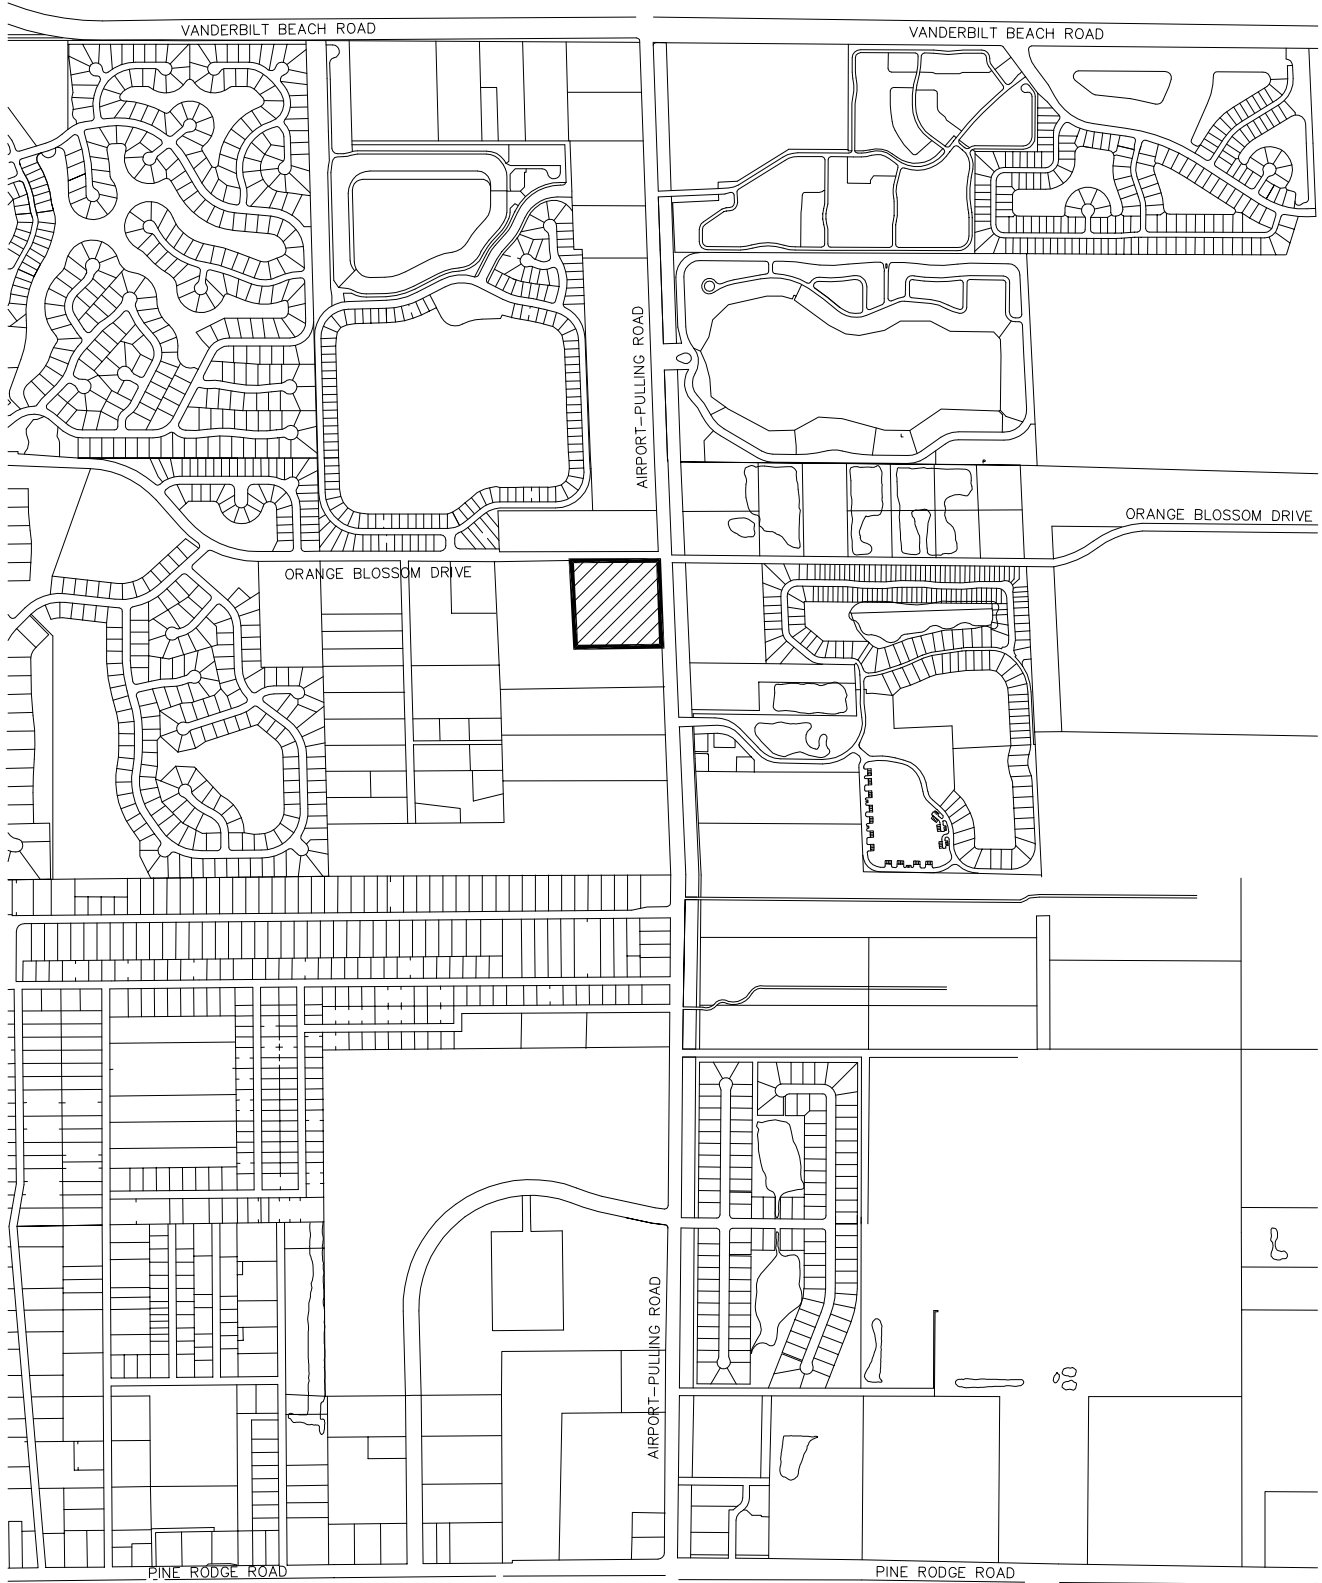 VANDERBILT BEACH ROAD
VANDERBILT BEACH ROAD
AIRPORT-PULLING ROAD
L
P
ORANGE BLOSSOM DRIVE
ORANGE BLOSSOM DRIVE
AIRPORT-PULLING ROAD
PINE RODGE ROAD
PINE RODGE ROAD